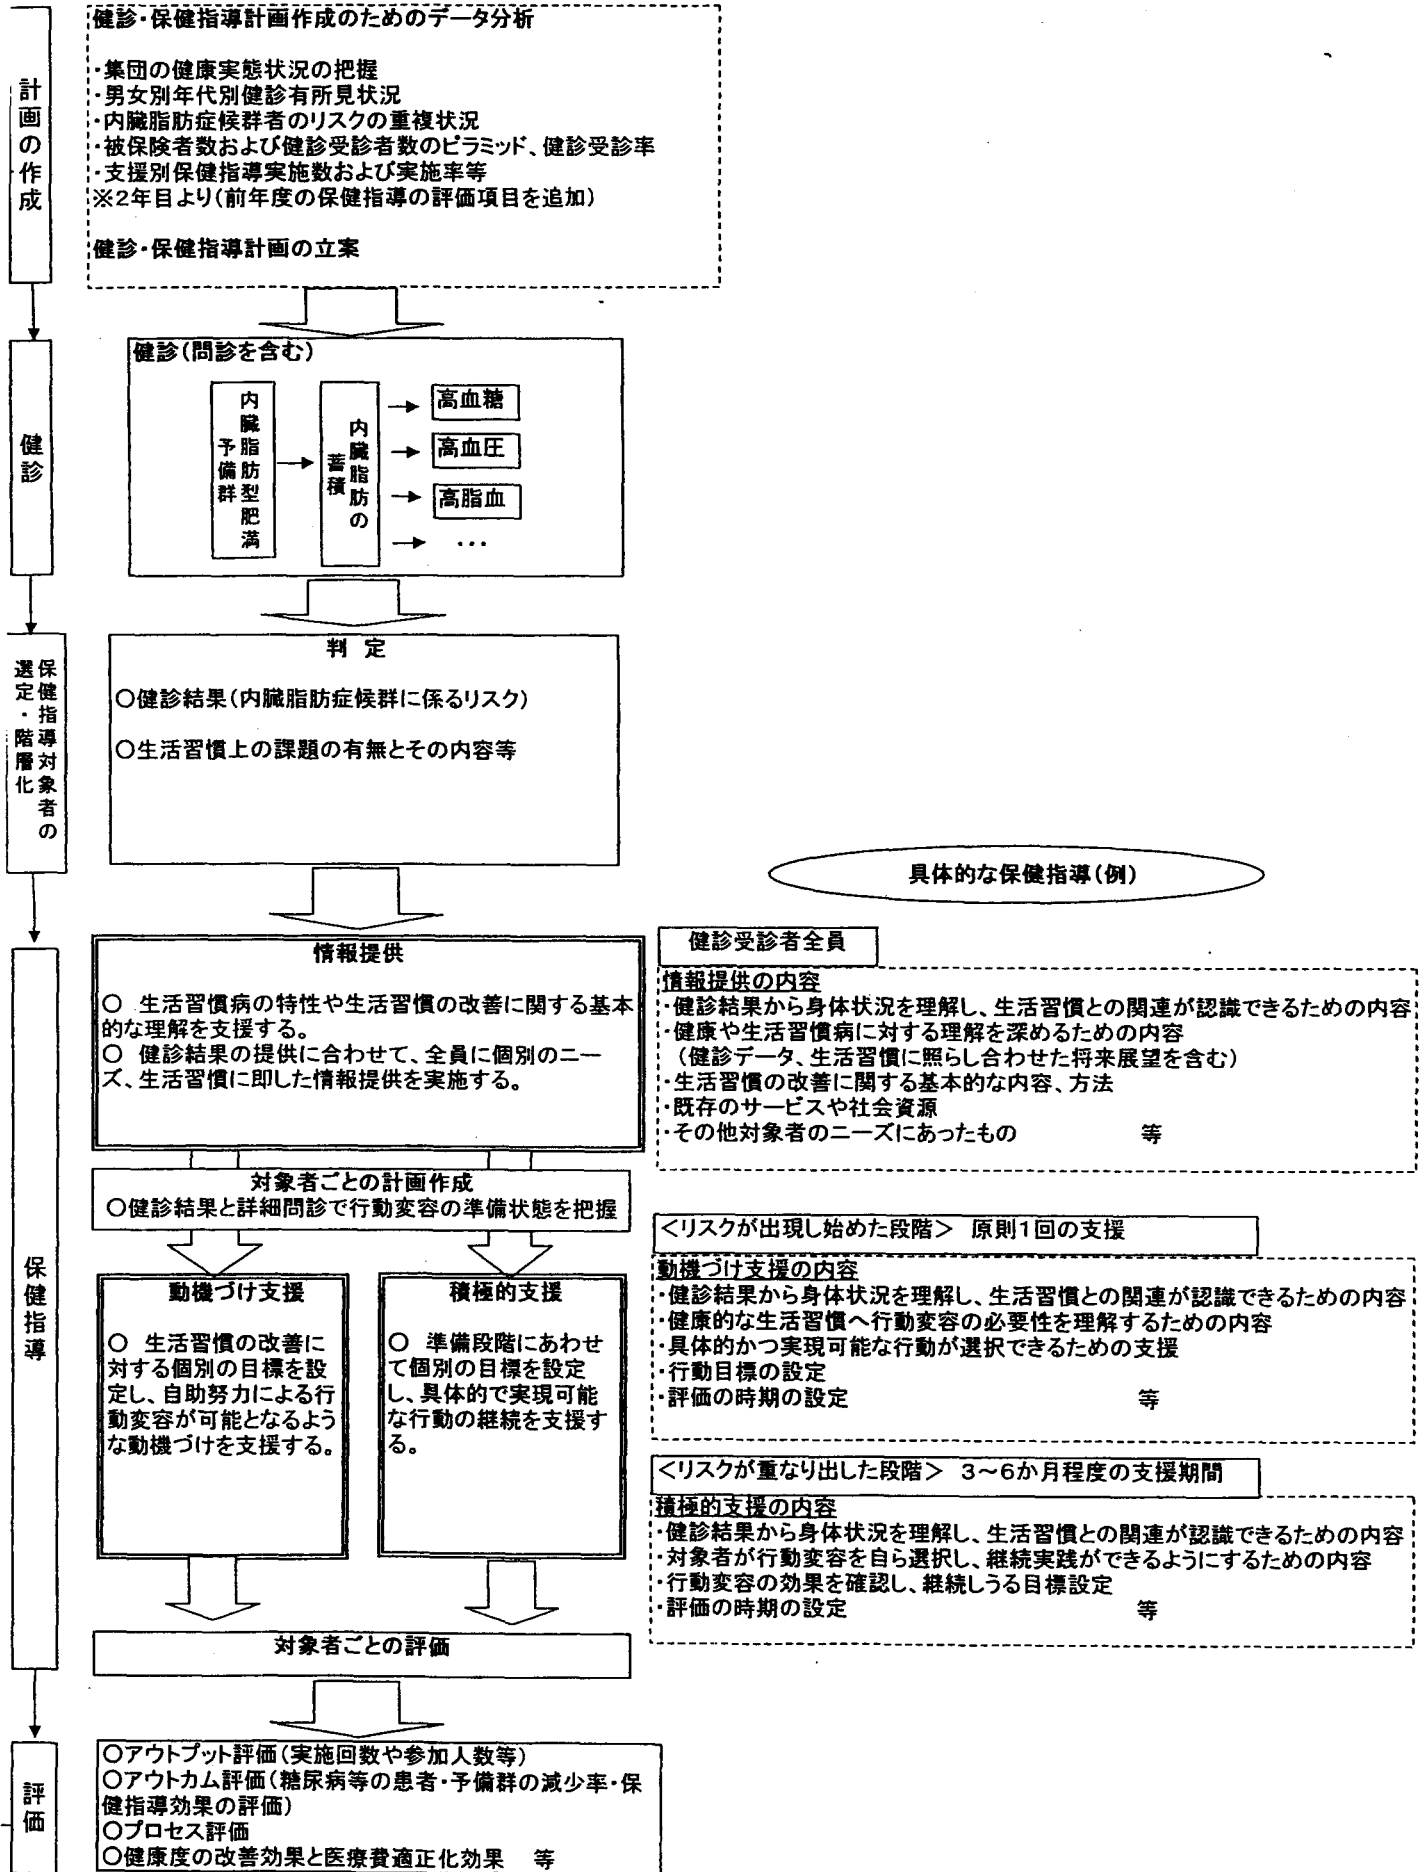 計画の作成
健診・保健指導計画作成のためのデータ分析
・集団の健康実態状況の把握
・男女別年代別健診有所見状況
・内臓脂肪症候群者のリスクの重複状況
・被保険者数および健診受診者数のピラミッド、健診受診率
・支援別保健指導実施数および実施率等
※2年目より(前年度の保健指導の評価項目を追加)
健診・保健指導計画の立案
健診
健診(問診を含む)
内臓脂肪型肥満
予備群
内臓脂肪の
蓄積
高血糖
高血圧
高脂血
・・・
保健指導対象者の
選定・階層化
判 定
○健診結果(内臓脂肪症候群に係るリスク)
○生活習慣上の課題の有無とその内容等
具体的な保健指導(例)
保健指導
情報提供
○ 生活習慣病の特性や生活習慣の改善に関する基本
的な理解を支援する。
○ 健診結果の提供に合わせて、全員に個別のニー
ズ、生活習慣に即した情報提供を実施する。
健診受診者全員
情報提供の内容
・健診結果から身体状況を理解し、生活習慣との関連が認識できるための内容
・健康や生活習慣病に対する理解を深めるための内容
(健診データ、生活習慣に照らし合わせた将来展望を含む)
・生活習慣の改善に関する基本的な内容、方法
・既存のサービスや社会資源
・その他対象者のニーズにあったもの 等
対象者ごとの計画作成
○健診結果と詳細問診で行動変容の準備状態を把握
<リスクが出現し始めた段階> 原則1回の支援
動機づけ支援の内容
・健診結果から身体状況を理解し、生活習慣との関連が認識できるための内容
・健康的な生活習慣へ行動変容の必要性を理解するための内容
・具体的かつ実現可能な行動が選択できるための支援
・行動目標の設定
・評価の時期の設定 等
動機づけ支援
○ 生活習慣の改善に
対する個別の目標を設
定し、自助努力による行
動変容が可能となるよう
な動機づけを支援する。
積極的支援
○ 準備段階にあわせ
て個別の目標を設定
し、具体的で実現可能
な行動の継続を支援す
る。
<リスクが重なり出した段階> 3~6か月程度の支援期間
積極的支援の内容
・健診結果から身体状況を理解し、生活習慣との関連が認識できるための内容
・対象者が行動変容を自ら選択し、継続実践ができるようにするための内容
・行動変容の効果を確認し、継続しうる目標設定
・評価の時期の設定 等
対象者ごとの評価
評価
○アウトプット評価(実施回数や参加人数等)
○アウトカム評価(糖尿病等の患者・予備群の減少率・保
健指導効果の評価)
○プロセス評価
○健康度の改善効果と医療費適正化効果 等